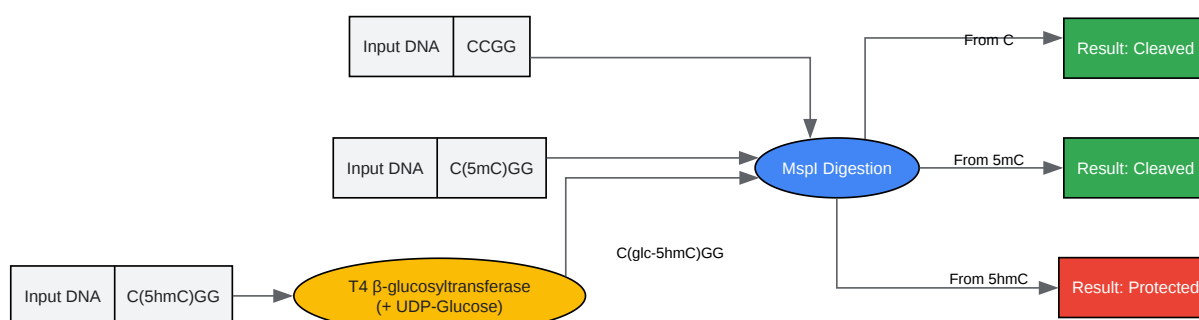 Input DNA
CCGG
From C
Result: Cleaved
Input DNA
C(5mC)GG
MspI Digestion
From 5mC
Result: Cleaved
C(glc-5hmC)GG
Input DNA
C(5hmC)GG
T4 β-glucosyltransferase
(+ UDP-Glucose)
From 5hmC
Result: Protected